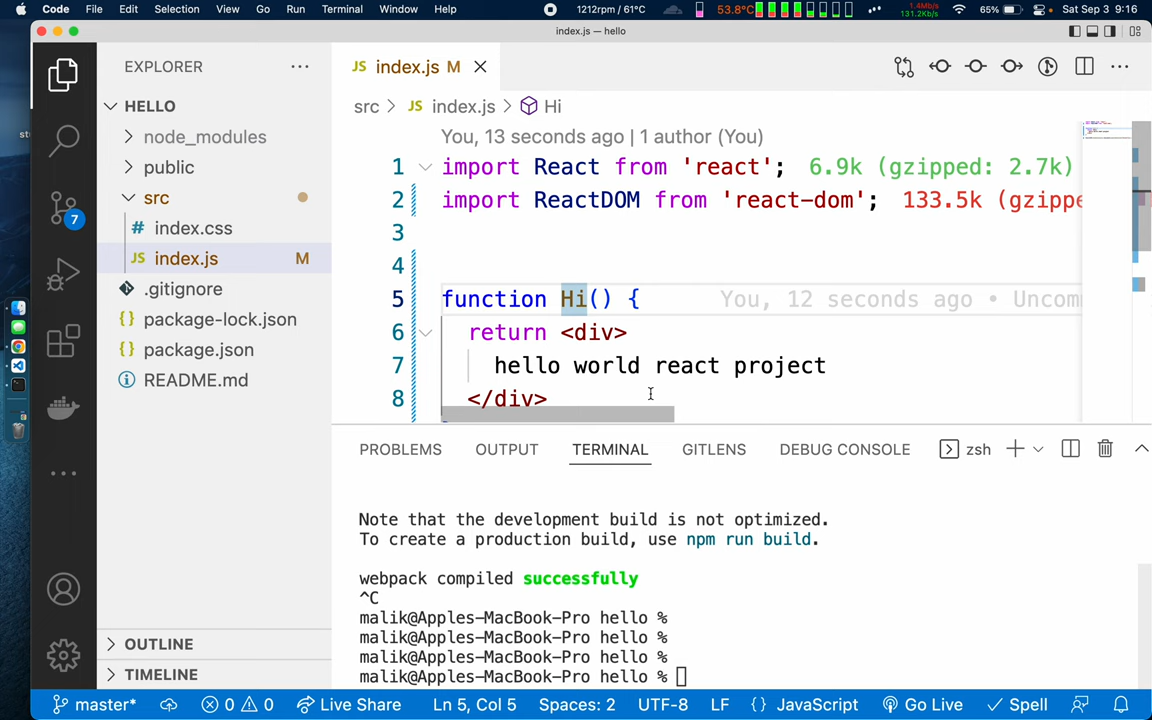 Code File Edit Selection View Go Run Terminal Window Help 1212rpm / 61°C 53.8°C 1.4MB/s 131.2KB/s 65% Sat Sep 3 9:16
index.js — hello
EXPLORER
JS index.js M
HELLO
src > JS index.js > Hi
node_modules
You, 13 seconds ago | 1 author (You)
public
1 import React from 'react'; 6.9k (gzipped: 2.7k)
src
2 import ReactDOM from 'react-dom'; 133.5k (gzippe
7
# index.css
3
JS index.js M
4
.gitignore
5 function Hi() { You, 12 seconds ago • Uncomm
{} package-lock.json
6 return <div>
{} package.json
7 hello world react project
README.md
8 </div>
PROBLEMS OUTPUT TERMINAL GITLENS DEBUG CONSOLE zsh
Note that the development build is not optimized.
To create a production build, use npm run build.
webpack compiled successfully
^C
malik@Apples-MacBook-Pro hello %
malik@Apples-MacBook-Pro hello %
malik@Apples-MacBook-Pro hello %
malik@Apples-MacBook-Pro hello %
OUTLINE
TIMELINE
master* 0 0 Live Share Ln 5, Col 5 Spaces: 2 UTF-8 LF {} JavaScript Go Live Spell